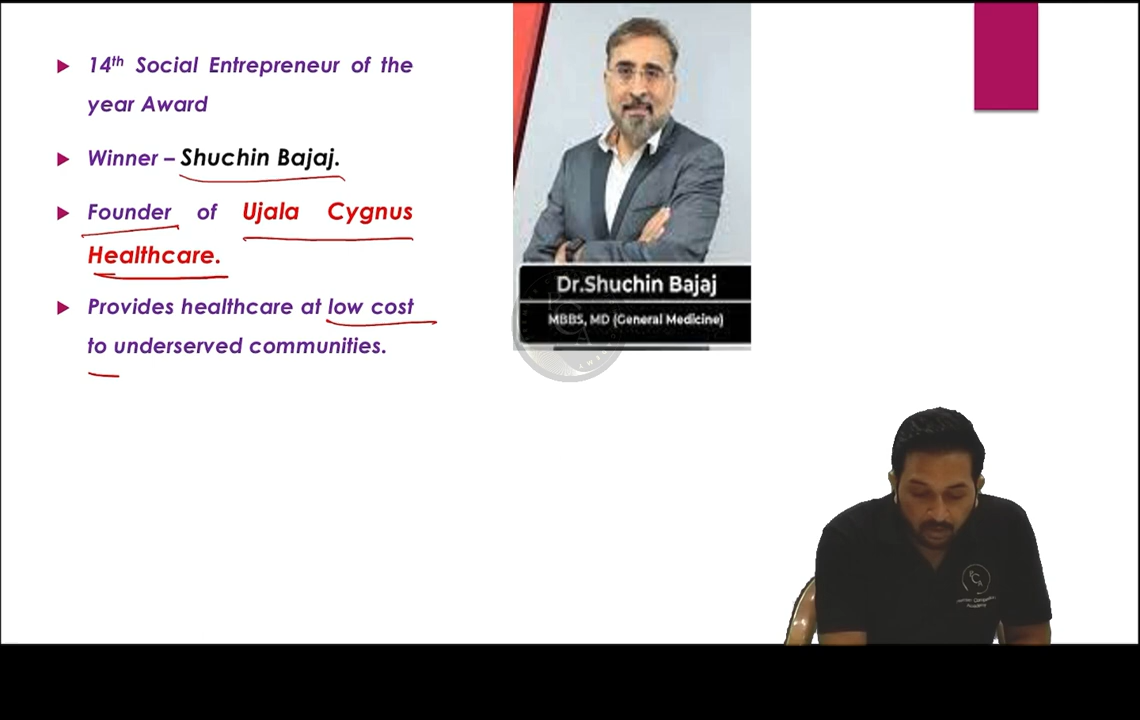 14th Social Entrepreneur of the
year Award
Winner – Shuchin Bajaj.
Founder of Ujala Cygnus
Healthcare.
Provides healthcare at low cost
to underserved communities.
Dr.Shuchin Bajaj
MBBS, MD (General Medicine)